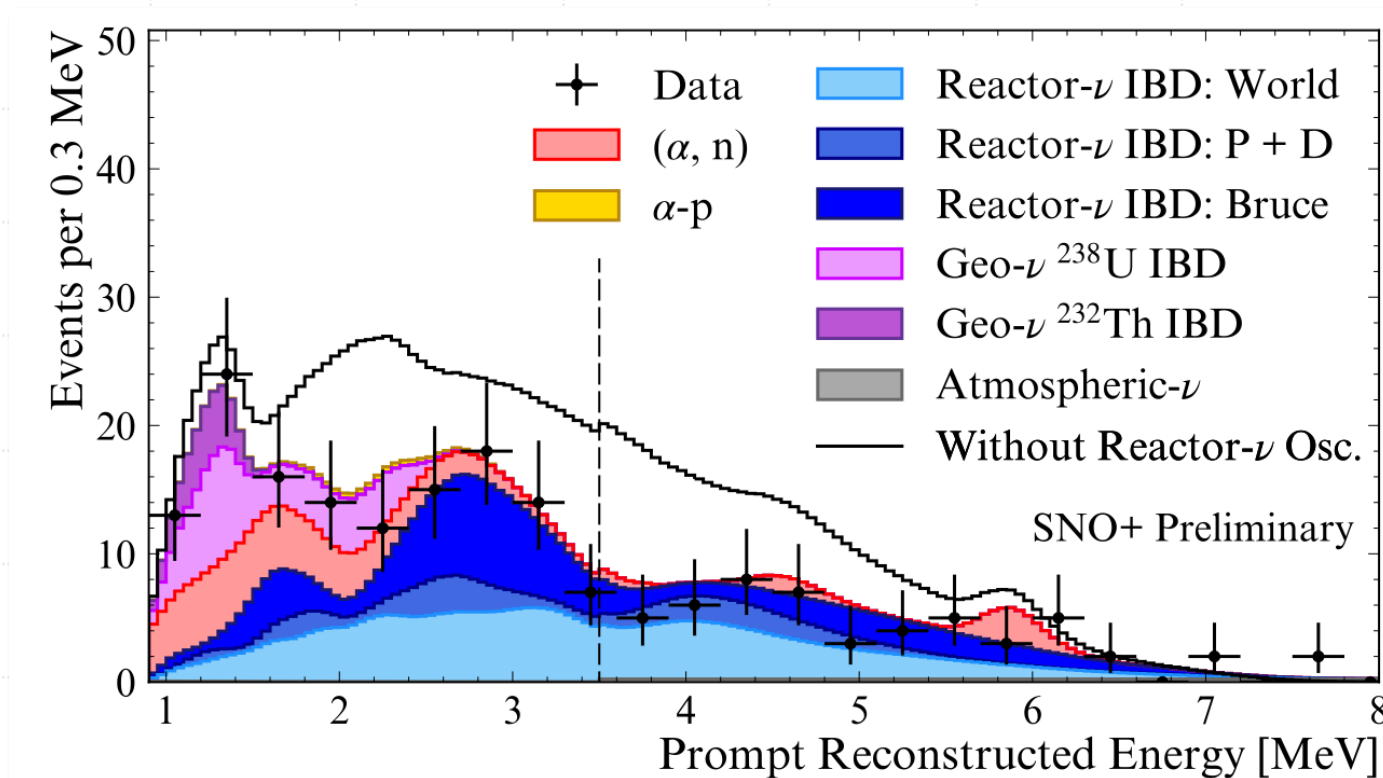 Events per 0.3 MeV
50
40
30
20
10
0
Data
(α, n)
α-p
Reactor-ν IBD: World
Reactor-ν IBD: P + D
Reactor-ν IBD: Bruce
Geo-ν ²³⁸U IBD
Geo-ν ²³²Th IBD
Atmospheric-ν
Without Reactor-ν Osc.
SNO+ Preliminary
1 2 3 4 5 6 7 8
Prompt Reconstructed Energy [MeV]